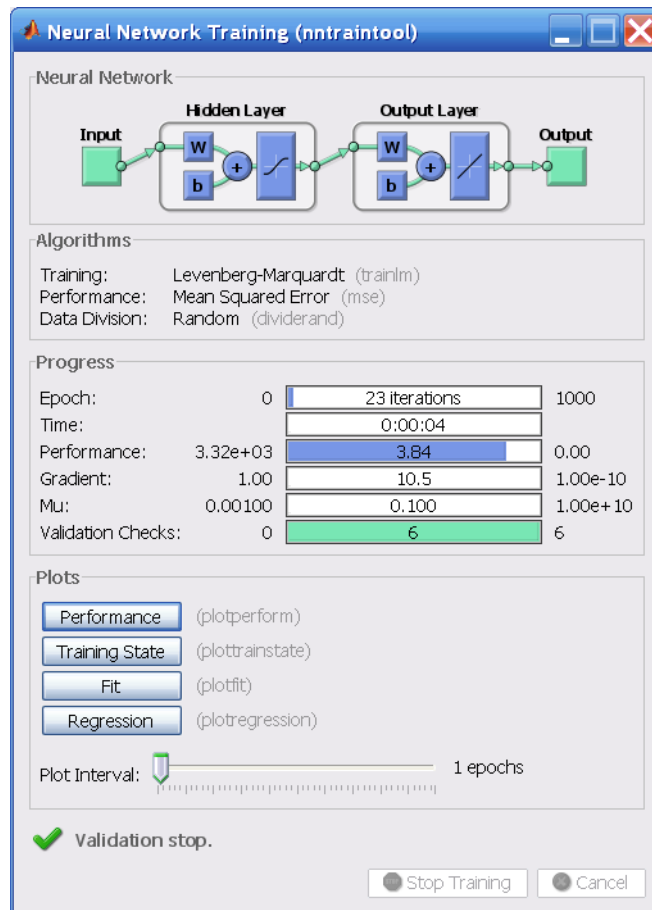 Neural Network Training (nntraintool)
Neural Network
Hidden Layer Output Layer
Input Output
W W
+ +
b b
Algorithms
Training: Levenberg-Marquardt (trainlm)
Performance: Mean Squared Error (mse)
Data Division: Random (dividerand)
Progress
Epoch: 0 23 iterations 1000
Time: 0:00:04
Performance: 3.32e+03 3.84 0.00
Gradient: 1.00 10.5 1.00e-10
Mu: 0.00100 0.100 1.00e+10
Validation Checks: 0 6 6
Plots
Performance (plotperform)
Training State (plottrainstate)
Fit (plotfit)
Regression (plotregression)
Plot Interval: 1 epochs
Validation stop.
Stop Training Cancel